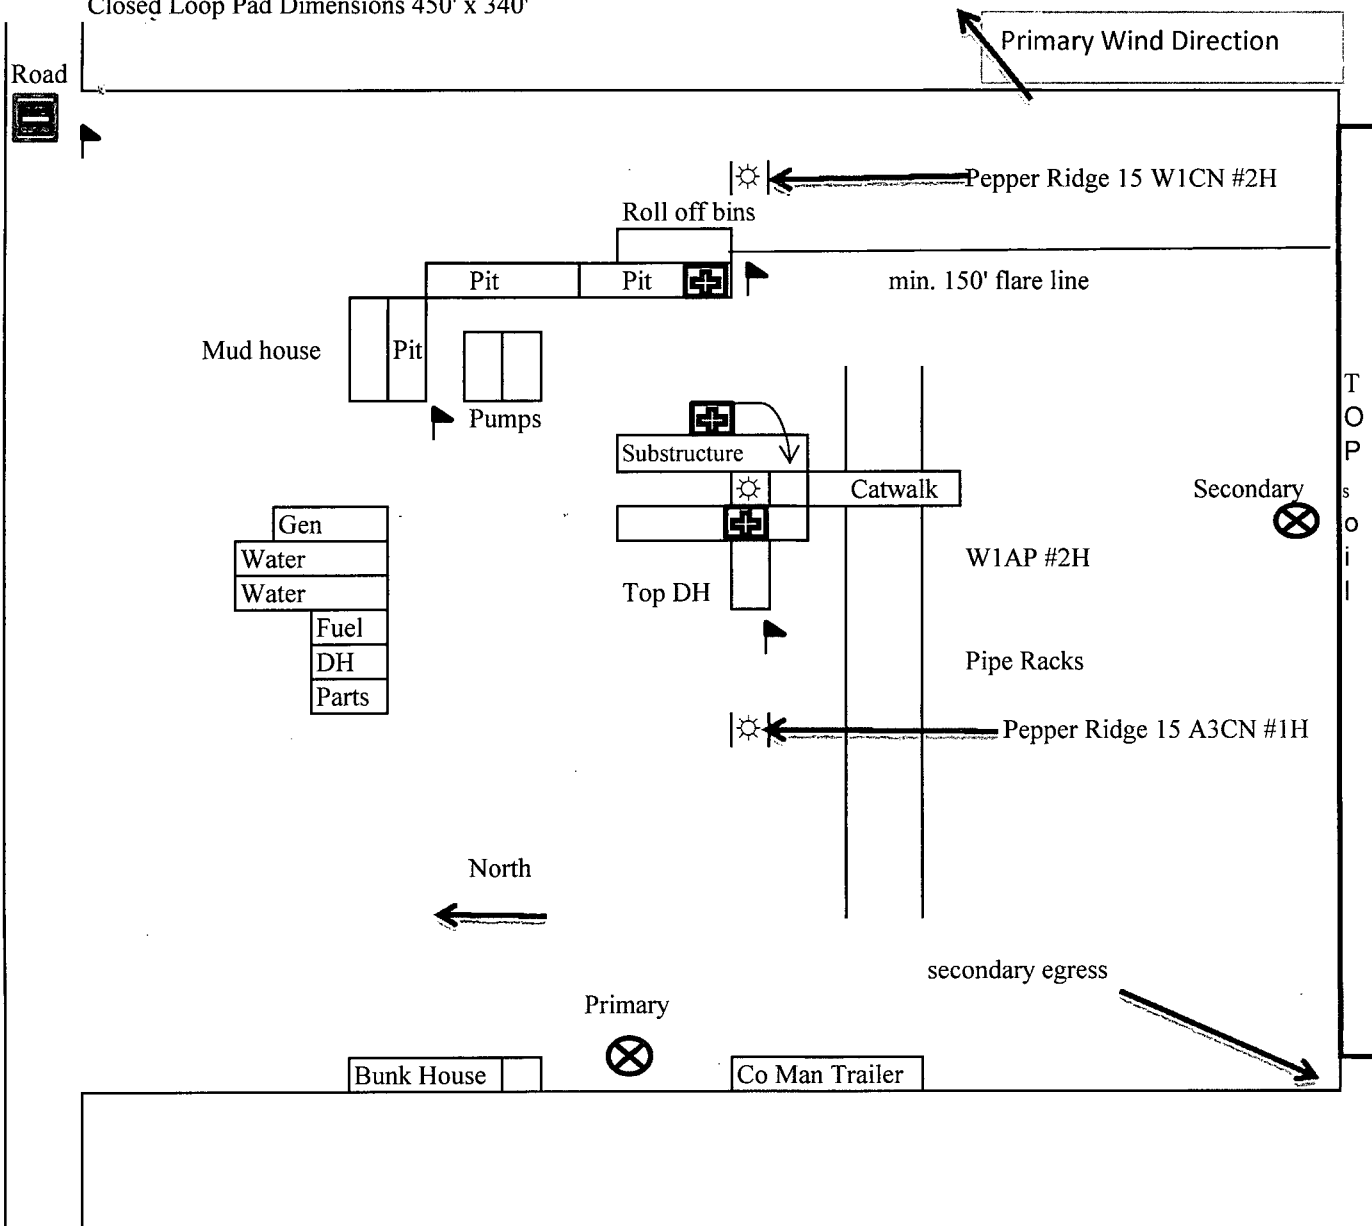 Closed Loop Pad Dimensions 450' x 340'
Primary Wind Direction
Road
Pepper Ridge 15 W1CN #2H
Roll off bins
Pit
Pit
min. 150' flare line
Mud house
Pit
Pumps
TOP soil
Substructure
Catwalk
Secondary
Gen
Water
Water
W1AP #2H
Top DH
Fuel
DH
Parts
Pipe Racks
Pepper Ridge 15 A3CN #1H
North
secondary egress
Primary
Bunk House
Co Man Trailer